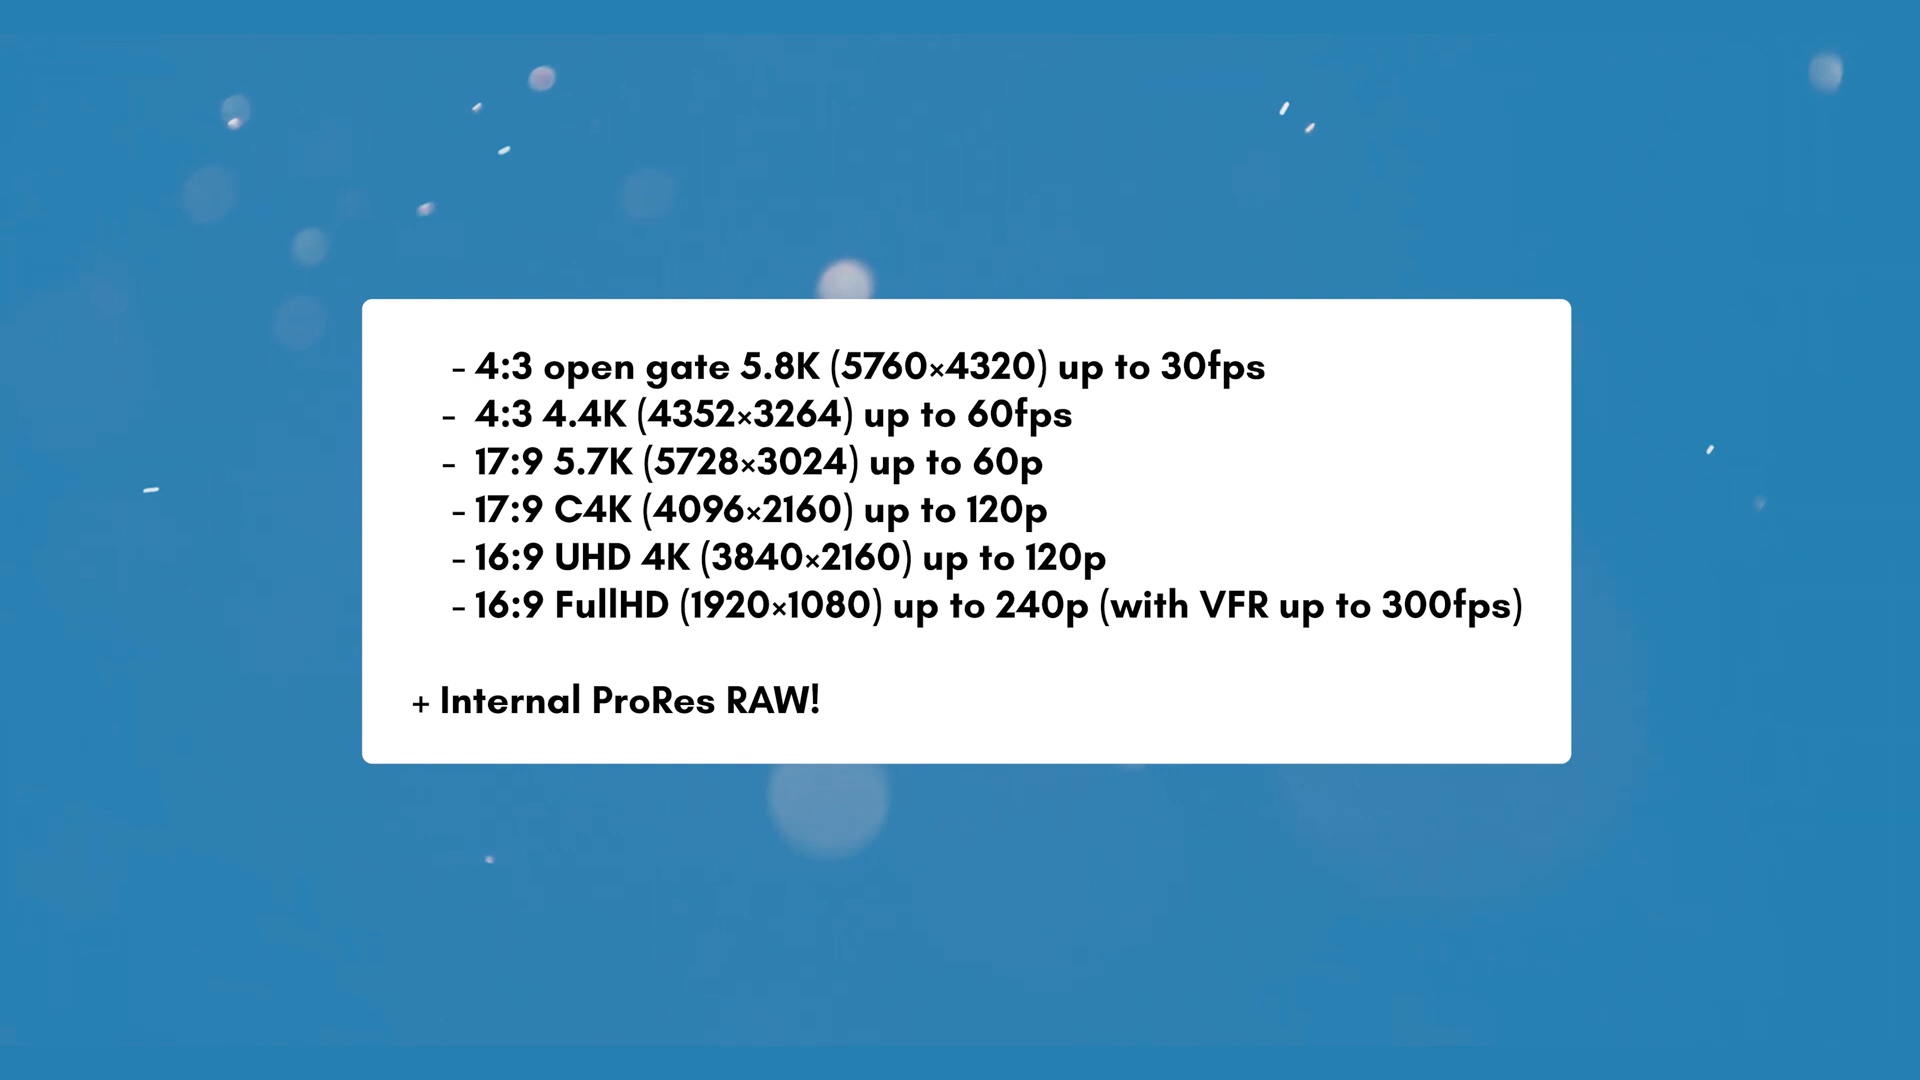 - 4:3 open gate 5.8K (5760×4320) up to 30fps
- 4:3 4.4K (4352×3264) up to 60fps
- 17:9 5.7K (5728×3024) up to 60p
- 17:9 C4K (4096×2160) up to 120p
- 16:9 UHD 4K (3840×2160) up to 120p
- 16:9 FullHD (1920×1080) up to 240p (with VFR up to 300fps)
+ Internal ProRes RAW!